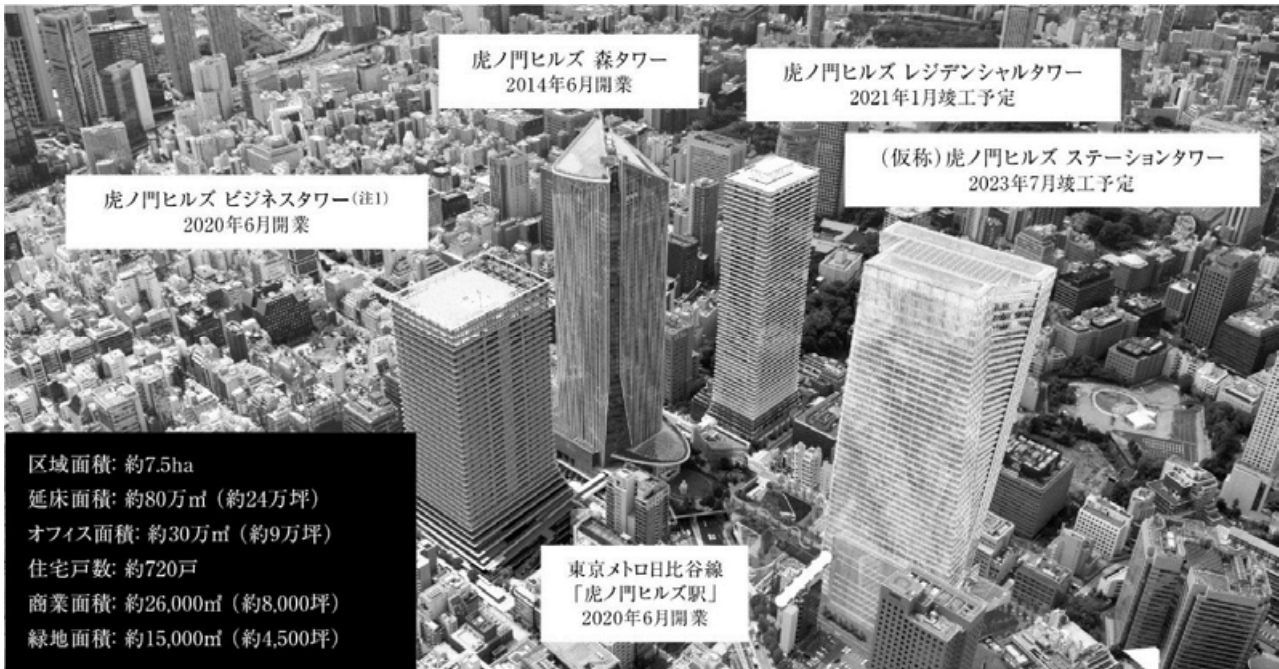 虎ノ門ヒルズ 森タワー
2014年6月開業
虎ノ門ヒルズ レジデンシャルタワー
2021年1月竣工予定
(仮称)虎ノ門ヒルズ ステーションタワー
2023年7月竣工予定
虎ノ門ヒルズ ビジネスタワー(注1)
2020年6月開業
区域面積: 約7.5ha
延床面積: 約80万㎡ (約24万坪)
オフィス面積: 約30万㎡ (約9万坪)
住宅戸数: 約720戸
商業面積: 約26,000㎡ (約8,000坪)
緑地面積: 約15,000㎡ (約4,500坪)
東京メトロ日比谷線
「虎ノ門ヒルズ駅」
2020年6月開業